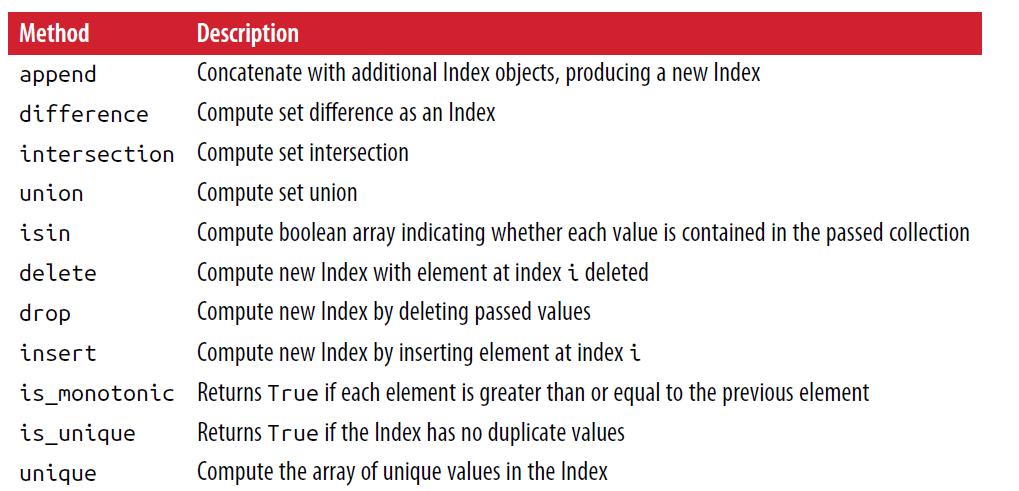 Method Description
append Concatenate with additional Index objects, producing a new Index
difference Compute set difference as an Index
intersection Compute set intersection
union Compute set union
isin Compute boolean array indicating whether each value is contained in the passed collection
delete Compute new Index with element at index i deleted
drop Compute new Index by deleting passed values
insert Compute new Index by inserting element at index i
is_monotonic Returns True if each element is greater than or equal to the previous element
is_unique Returns True if the Index has no duplicate values
unique Compute the array of unique values in the Index